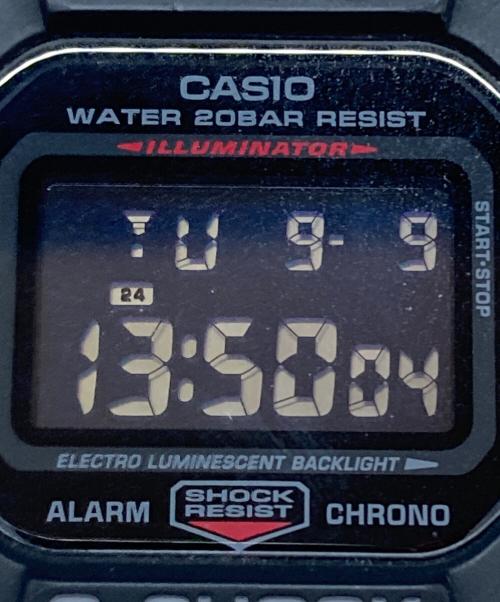 CASIO
WATER 20BAR RESIST
ILLUMINATOR
TU 9- 9
24
13:50 04
START·STOP
ELECTRO LUMINESCENT BACKLIGHT
ALARM SHOCK RESIST CHRONO